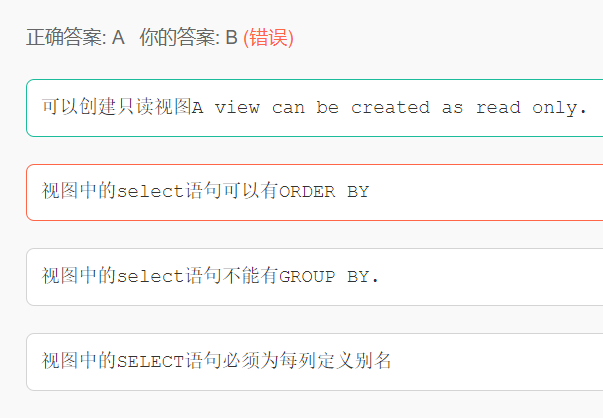 正确答案: A 你的答案: B (错误)
可以创建只读视图A view can be created as read only.
视图中的select语句可以有ORDER BY
视图中的select语句不能有GROUP BY.
视图中的SELECT语句必须为每列定义别名